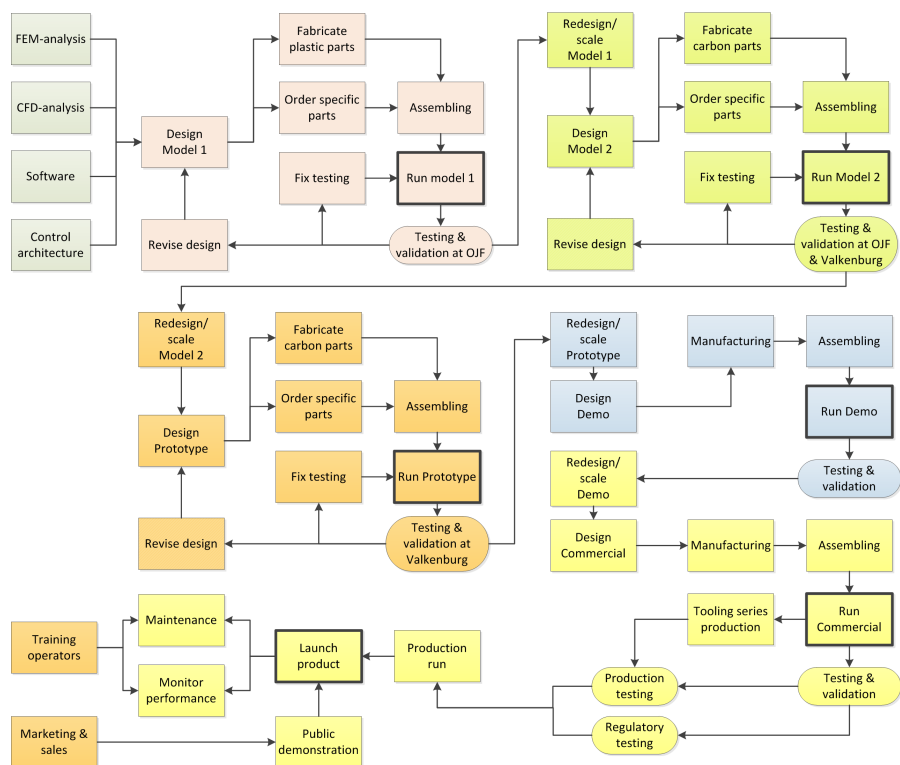 FEM-analysis
CFD-analysis
Software
Control
architecture
Design
Model 1
Revise design
Fabricate
plastic parts
Order specific
parts
Assembling
Fix testing
Run model 1
Testing &
validation at OJF
Redesign/
scale
Model 1
Design
Model 2
Revise design
Fabricate
carbon parts
Order specific
parts
Assembling
Fix testing
Run Model 2
Testing &
validation at OJF
& Valkenburg
Redesign/
scale
Model 2
Design
Prototype
Revise design
Fabricate
carbon parts
Order specific
parts
Assembling
Fix testing
Run Prototype
Testing &
validation at
Valkenburg
Redesign/
scale
Prototype
Design
Demo
Manufacturing
Assembling
Run Demo
Testing &
validation
Redesign/
scale
Demo
Design
Commercial
Manufacturing
Assembling
Run
Commercial
Tooling series
production
Testing &
validation
Production
testing
Regulatory
testing
Production
run
Launch
product
Public
demonstration
Maintenance
Monitor
performance
Training
operators
Marketing &
sales